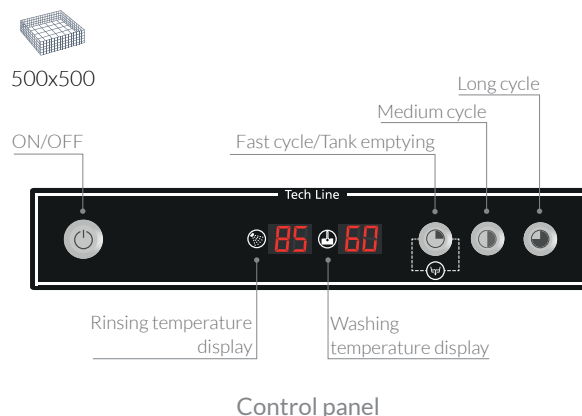 500x500
Long cycle
Medium cycle
ON/OFF
Fast cycle/Tank emptying
Tech Line
85
60
Rinsing temperature
display
Washing
temperature display
Control panel